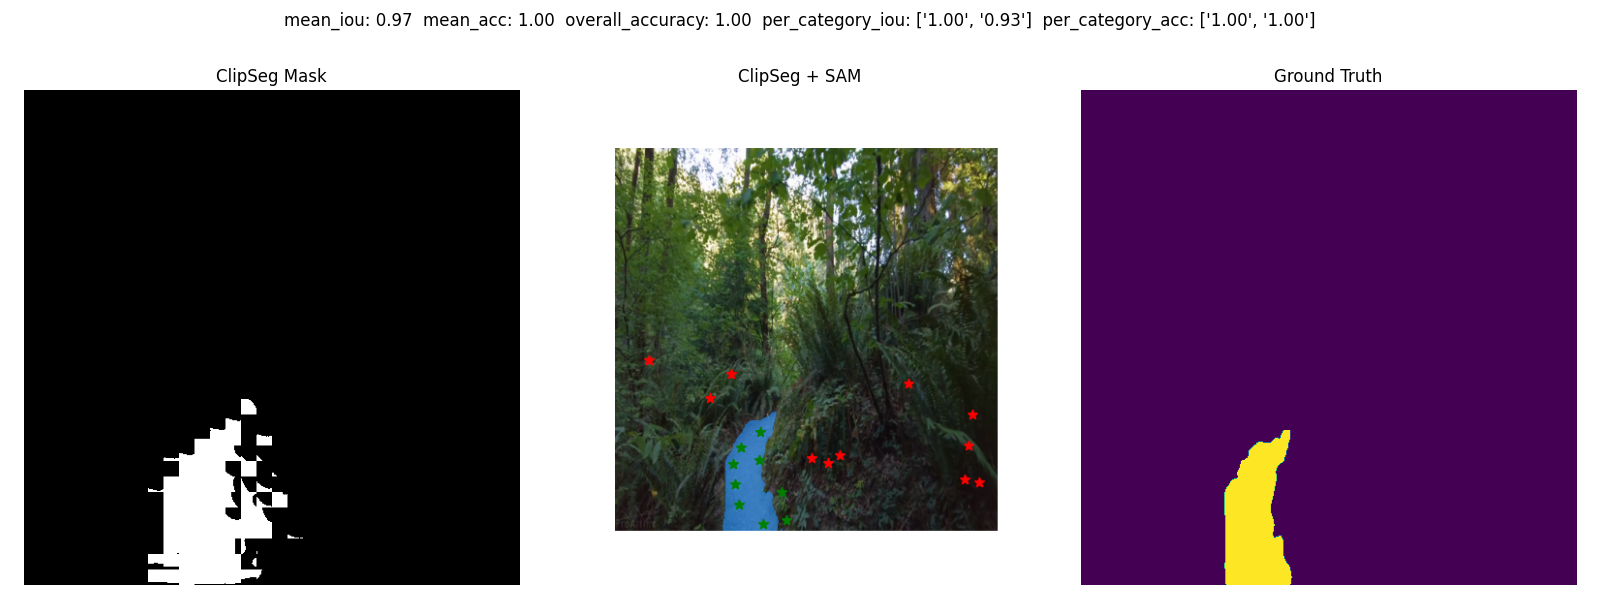 mean_iou: 0.97  mean_acc: 1.00  overall_accuracy: 1.00  per_category_iou: ['1.00', '0.93']  per_category_acc: ['1.00', '1.00']
ClipSeg Mask
ClipSeg + SAM
Ground Truth